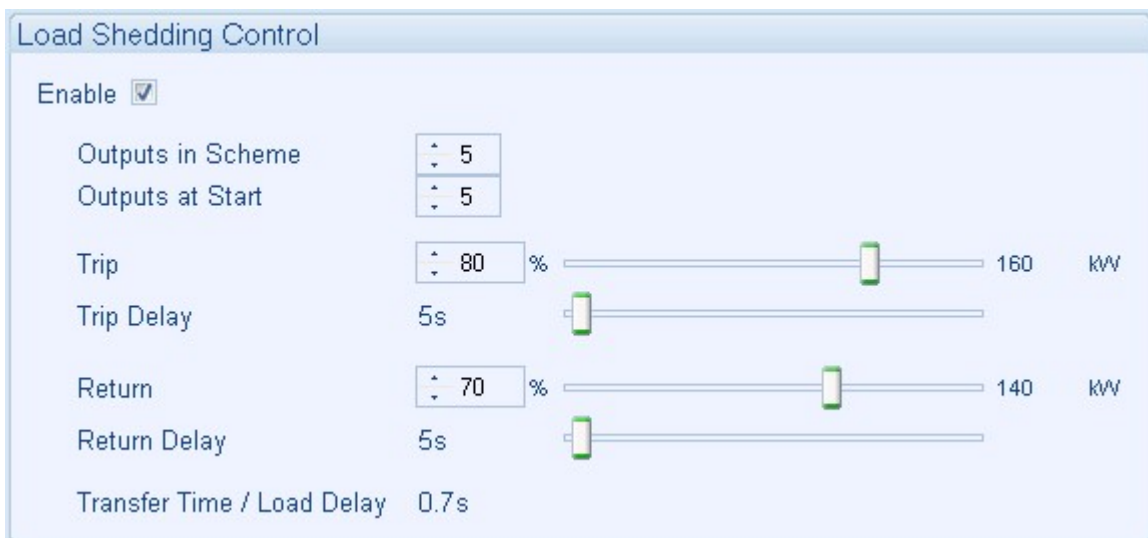 Load Shedding Control
Enable
Outputs in Scheme 5
Outputs at Start 5
Trip 80 % 160 kW
Trip Delay 5s
Return 70 % 140 kW
Return Delay 5s
Transfer Time / Load Delay 0.7s